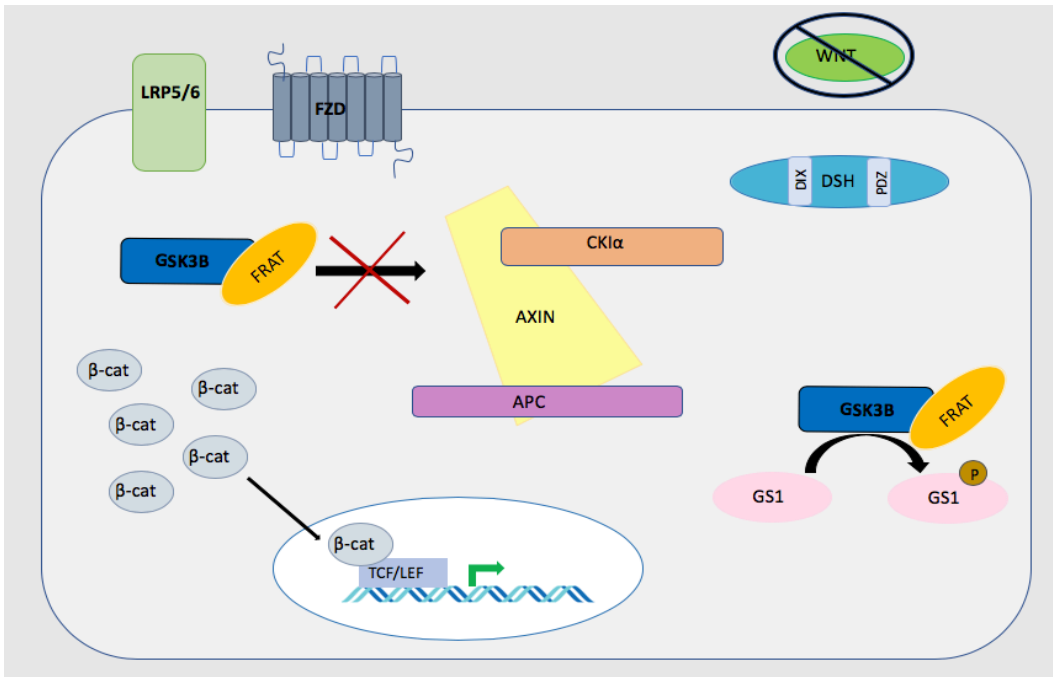 WNT
LRP5/6
FZD
DIX
DSH
PDZ
CKIα
GSK3B
FRAT
AXIN
β-cat
β-cat
β-cat
β-cat
β-cat
APC
GSK3B
FRAT
P
GS1
GS1
β-cat
TCF/LEF